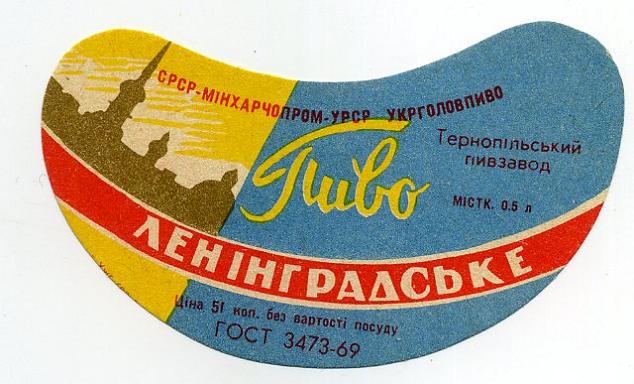 СРСР-МІНХАРЧОПРОМ-УРСР УКРГОЛОВПИВО
Тернопільський
пивзавод
Пиво
МІСТК. 0.5 л
ЛЕНІНГРАДСЬКЕ
Ціна 51 коп. без вартості посуду
ГОСТ 3473-69